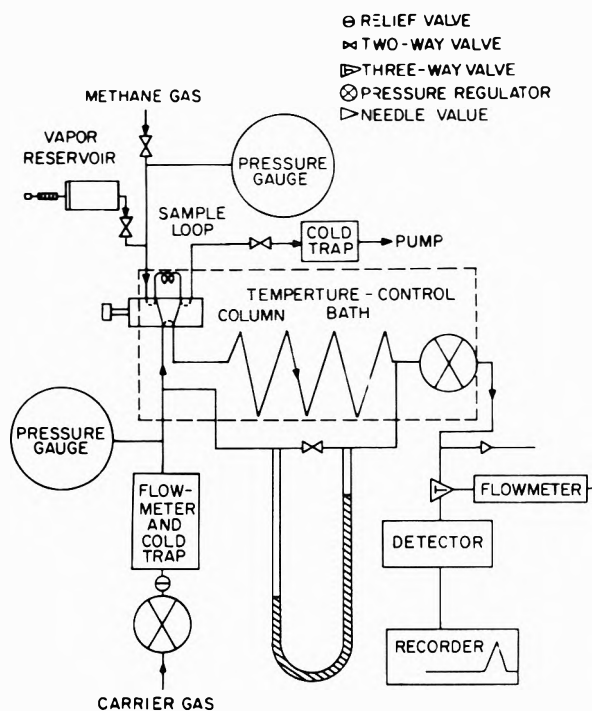 RELIEF VALVE
TWO-WAY VALVE
THREE-WAY VALVE
PRESSURE REGULATOR
NEEDLE VALUE
METHANE GAS
VAPOR
RESERVOIR
PRESSURE
GAUGE
SAMPLE
LOOP
COLD
TRAP
PUMP
TEMPERTURE-CONTROL
BATH
COLUMN
PRESSURE
GAUGE
FLOW-
METER
AND
COLD
TRAP
T
FLOWMETER
DETECTOR
RECORDER
CARRIER GAS